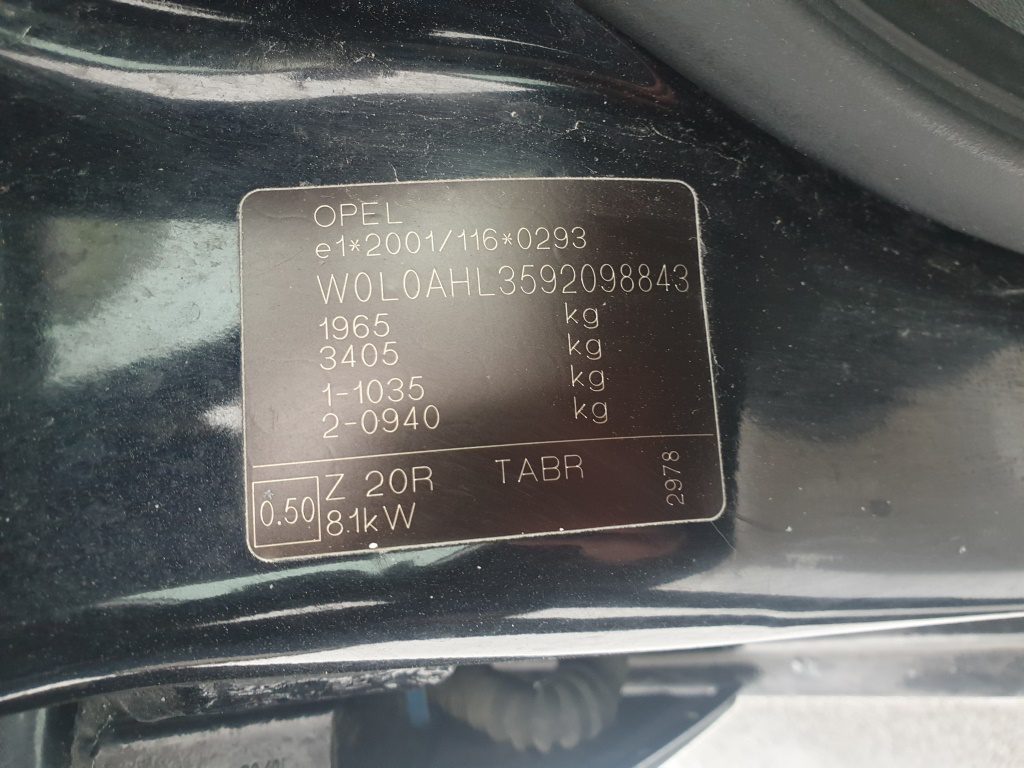 OPEL
e1*2001/116*0293
W0L0AHL3592098843
1965 kg
3405 kg
1-1035 kg
2-0940 kg
0.50
Z 20R TABR
8.1kW
2978